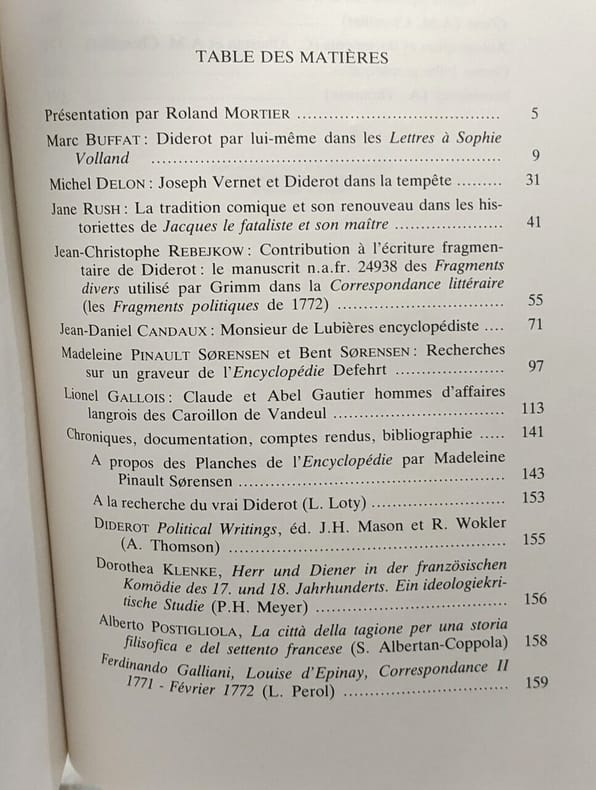 TABLE DES MATIÈRES
Présentation par Roland MORTIER ........................................ 5
Marc BUFFAT : Diderot par lui-même dans les Lettres à Sophie
Volland ........................................ 9
Michel DELON : Joseph Vernet et Diderot dans la tempête ......... 31
Jane RUSH : La tradition comique et son renouveau dans les his-
toriettes de Jacques le fataliste et son maître .................... 41
Jean-Christophe REBEJKOW : Contribution à l'écriture fragmen-
taire de Diderot : le manuscrit n.a.fr. 24938 des Fragments
divers utilisé par Grimm dans la Correspondance littéraire
(les Fragments politiques de 1772) ................................ 55
Jean-Daniel CANDAUX : Monsieur de Lubières encyclopédiste .... 71
Madeleine PINAULT SØRENSEN et Bent SØRENSEN : Recherches
sur un graveur de l'Encyclopédie Defehrt .................... 97
Lionel GALLOIS : Claude et Abel Gautier hommes d'affaires
langrois des Caroillon de Vandeul ................................ 113
Chroniques, documentation, comptes rendus, bibliographie ..... 141
A propos des Planches de l'Encyclopédie par Madeleine
Pinault Sørensen ................................................ 143
A la recherche du vrai Diderot (L. Loty) ......................... 153
DIDEROT Political Writings, éd. J.H. Mason et R. Wokler
(A. Thomson) ................................................ 155
Dorothea KLENKE, Herr und Diener in der französischen
Komödie des 17. und 18. Jahrhunderts. Ein ideologiekri-
tische Studie (P.H. Meyer) .................................... 156
Alberto POSTIGLIOLA, La città della tagione per una storia
filisofica e del settento francese (S. Albertan-Coppola) 158
Ferdinando Galliani, Louise d'Epinay, Correspondance II
1771 - Février 1772 (L. Perol) ................................ 159